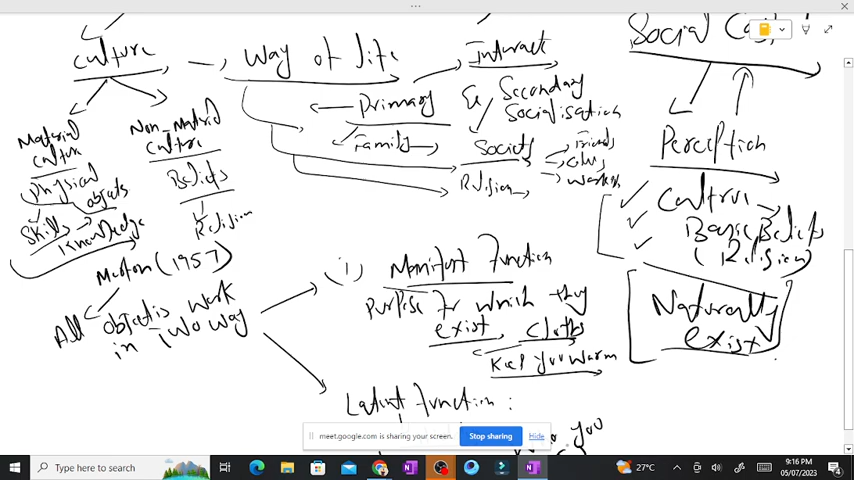 Social
Culture
Way of life
Interact
Primary
Secondary
Socialisation
Family
Society
Friends
Religion
Material
culture
Physical
objects
Skills
Knowledge
Non-Material
culture
Beliefs
Religion
Perception
Culture
Basic Beliefs
(Religion)
Naturally
exist
Merton (1957)
All objects work
in Two way
(1) Manifest function
Purpose for which they
exist, Cloths
Keep you warm
Latent function :
you
meet.google.com is sharing your screen.
Stop sharing
Hide
Type here to search
27°C
9:16 PM
05/07/2023